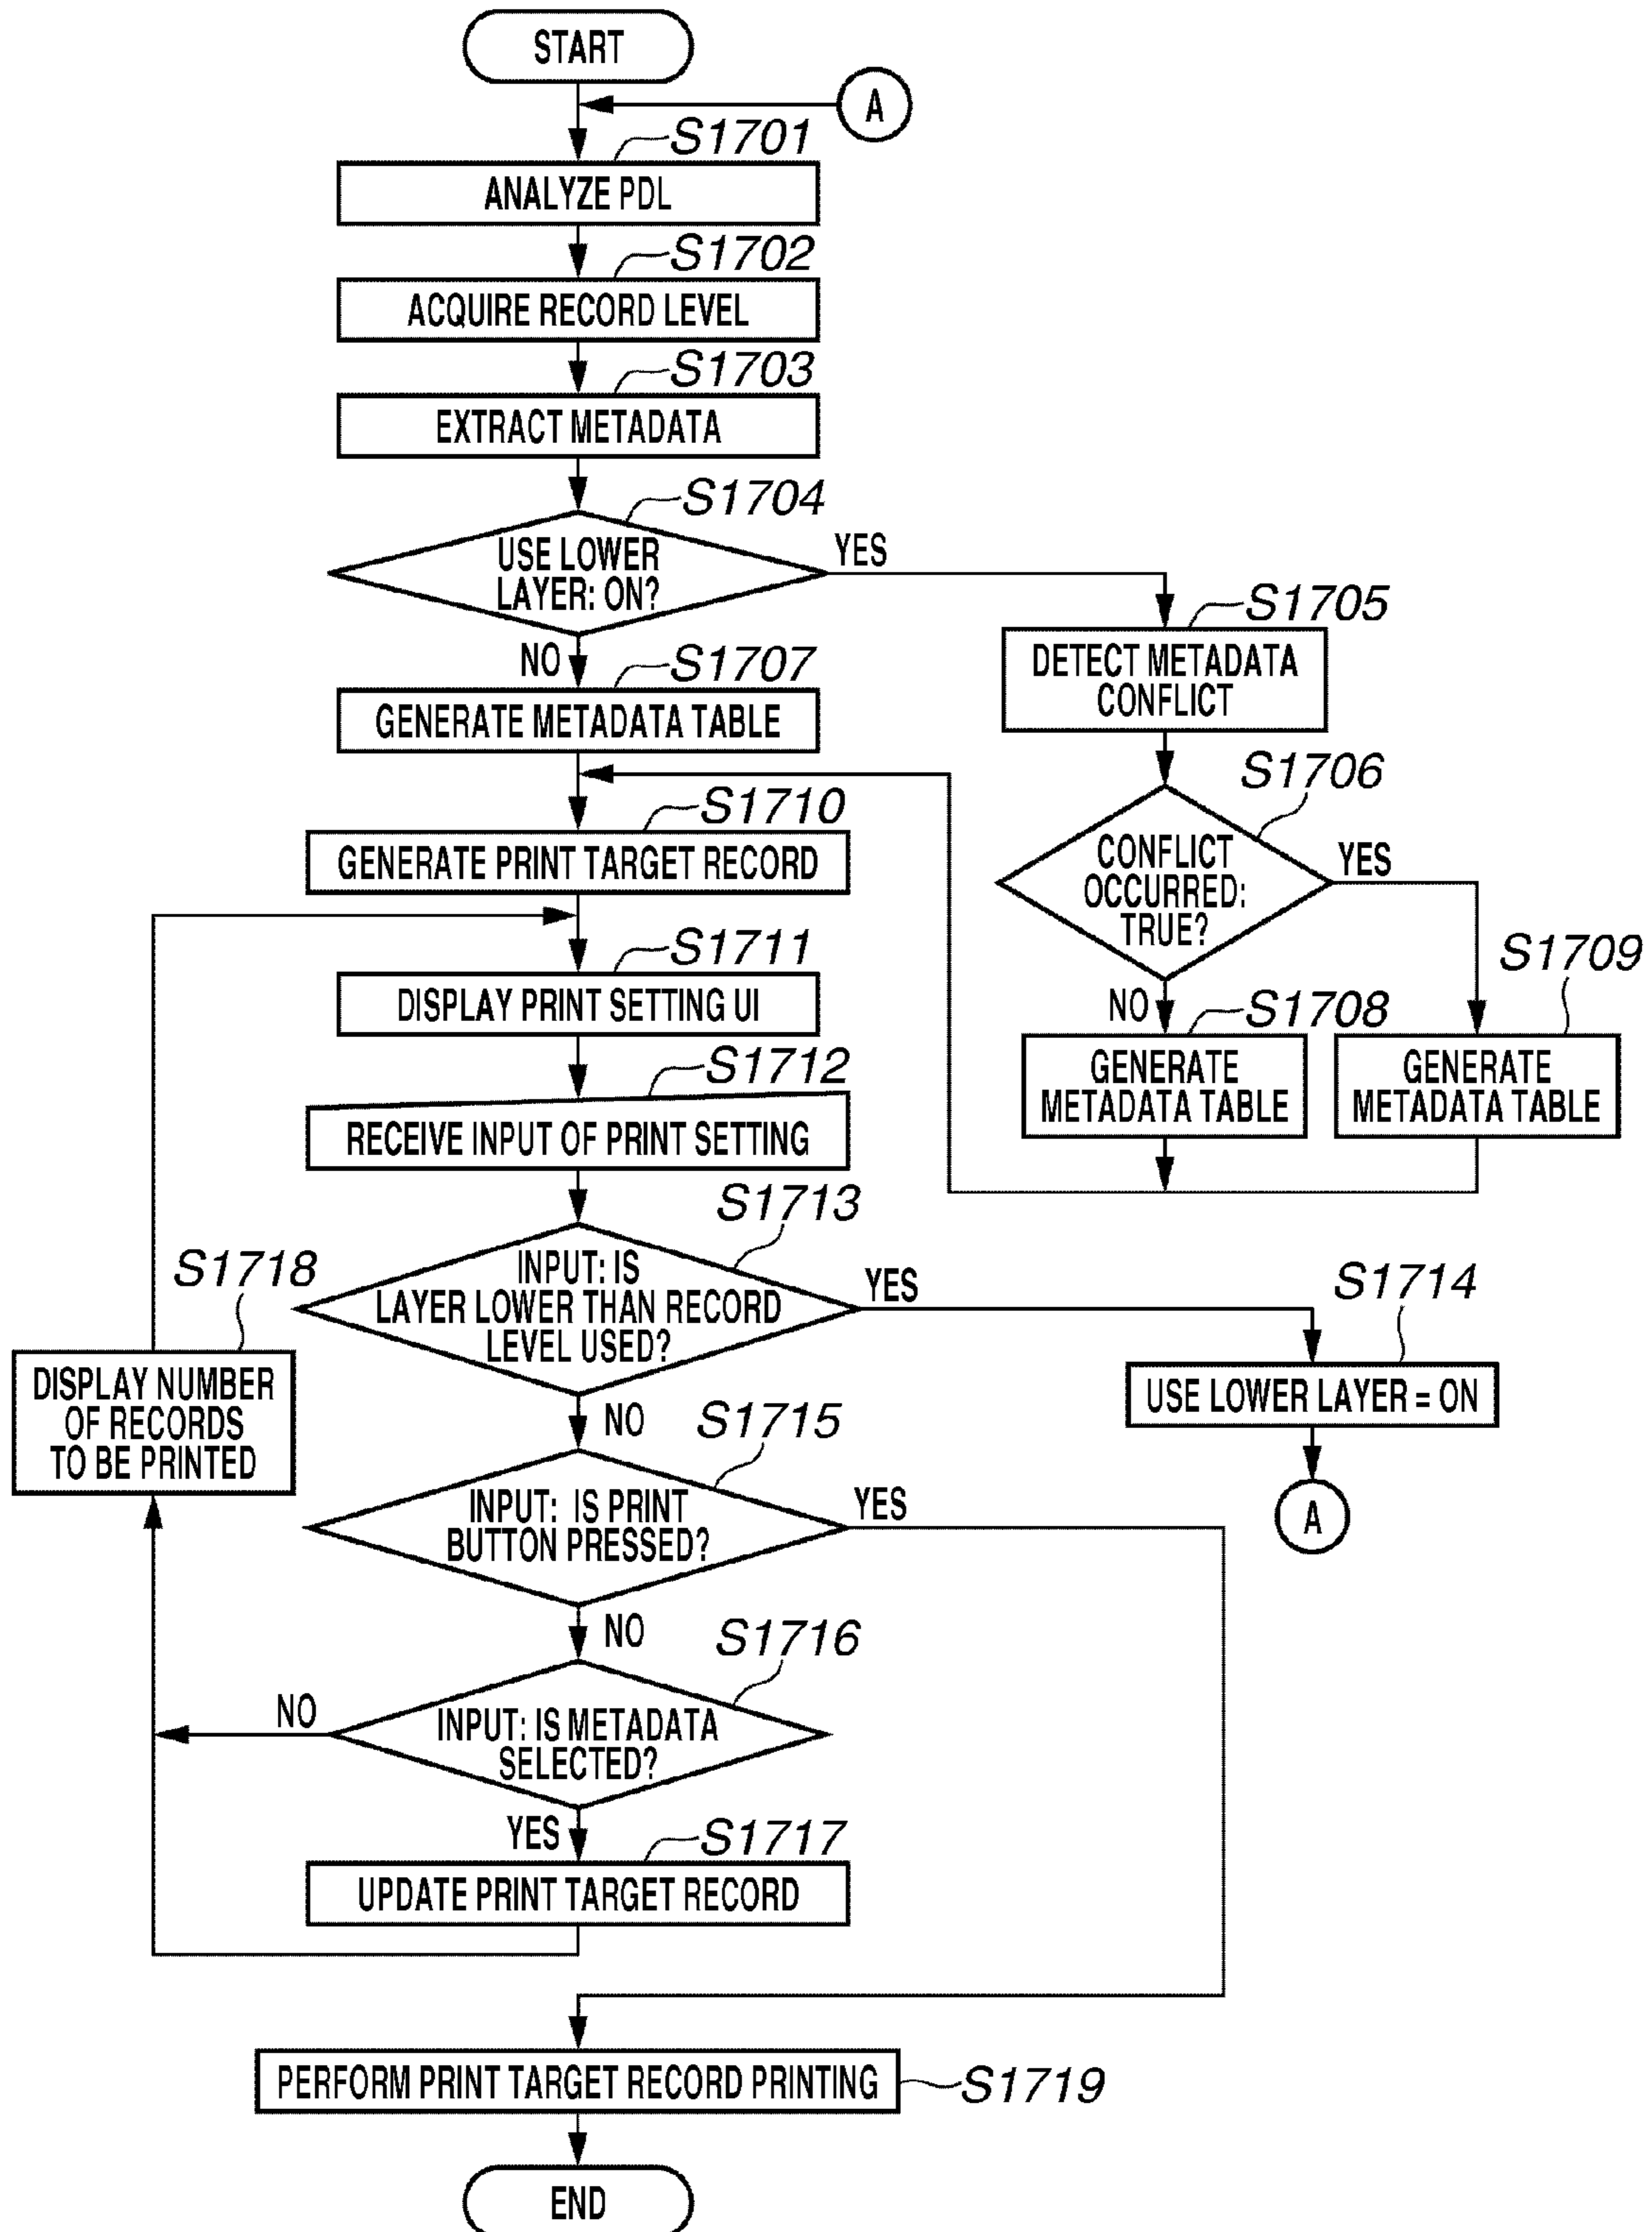 START
A
S1701
ANALYZE PDL
S1702
ACQUIRE RECORD LEVEL
S1703
EXTRACT METADATA
S1704
USE LOWER
LAYER: ON?
YES
NO
S1705
DETECT METADATA
CONFLICT
S1707
GENERATE METADATA TABLE
S1706
CONFLICT
OCCURRED:
TRUE?
YES
NO
S1710
GENERATE PRINT TARGET RECORD
S1711
DISPLAY PRINT SETTING UI
S1708
GENERATE
METADATA TABLE
S1709
GENERATE
METADATA TABLE
S1712
RECEIVE INPUT OF PRINT SETTING
S1713
INPUT: IS
LAYER LOWER THAN RECORD
LEVEL USED?
YES
NO
S1714
USE LOWER LAYER = ON
A
S1718
DISPLAY NUMBER
OF RECORDS
TO BE PRINTED
S1715
INPUT: IS PRINT
BUTTON PRESSED?
YES
NO
S1716
INPUT: IS METADATA
SELECTED?
NO
YES
S1717
UPDATE PRINT TARGET RECORD
PERFORM PRINT TARGET RECORD PRINTING
S1719
END